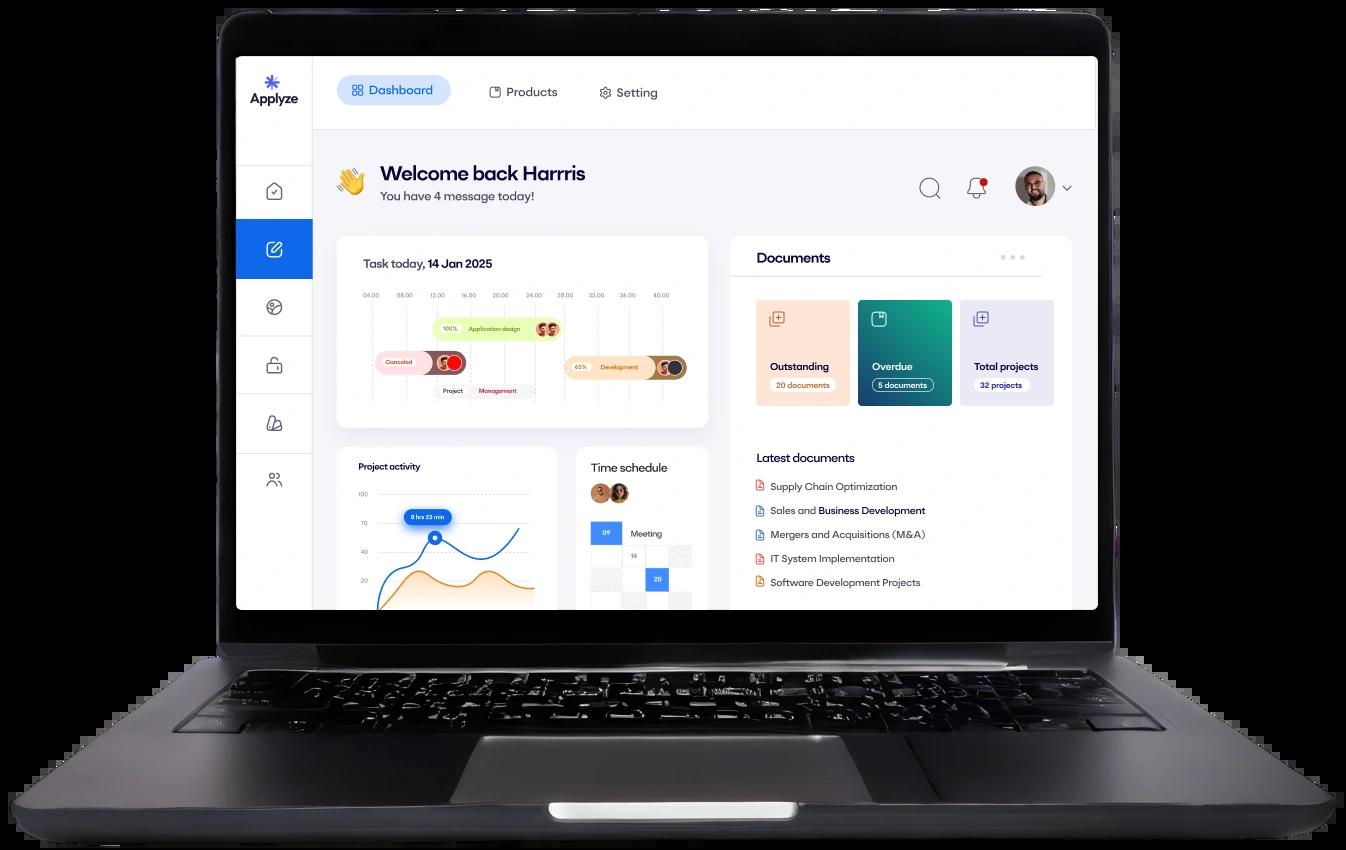 Applyze
Dashboard
Products
Setting
Welcome back Harrris
You have 4 message today!
Task today, 14 Jan 2025
04.00 08.00 12.00 16.00 20.00 24.00 28.00 32.00 36.00 40.00
100% Application design
Canceled
65% Development
Project Management
Documents
Outstanding
20 documents
Overdue
5 documents
Total projects
32 projects
Project activity
100
70
40
20
8 hrs 23 min
Time schedule
09 Meeting
14
20
Latest documents
Supply Chain Optimization
Sales and Business Development
Mergers and Acquisitions (M&A)
IT System Implementation
Software Development Projects